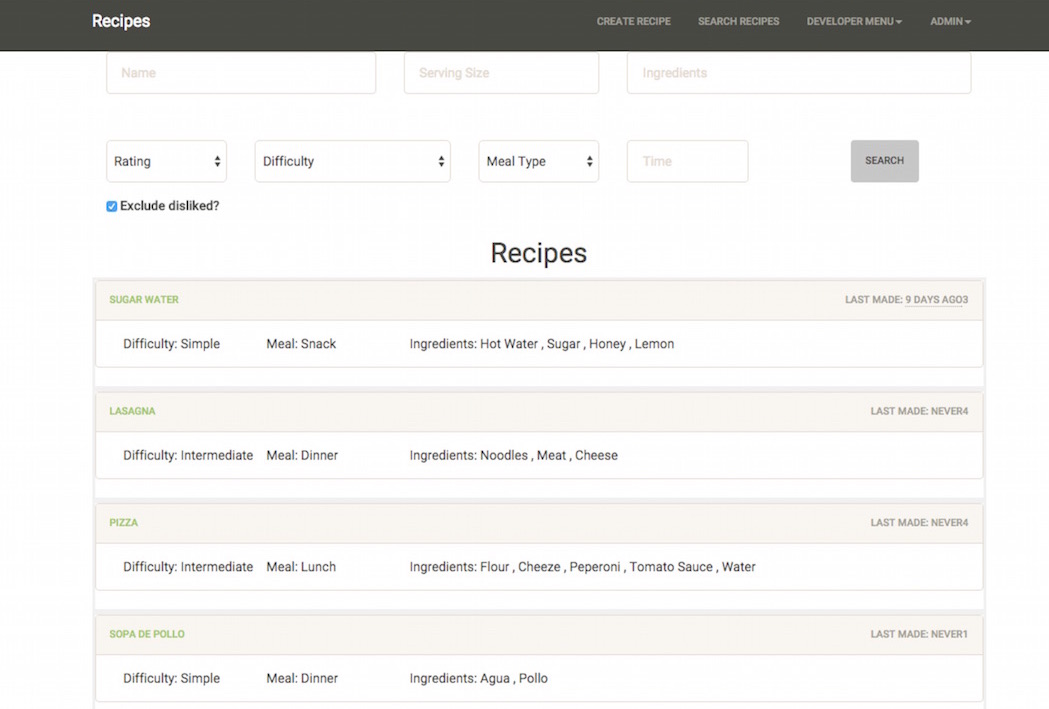 Recipes CREATE RECIPE SEARCH RECIPES DEVELOPER MENU ADMIN
Name Serving Size Ingredients
Rating Difficulty Meal Type Time SEARCH
Exclude disliked?
Recipes
SUGAR WATER LAST MADE: 9 DAYS AGO3
Difficulty: Simple Meal: Snack Ingredients: Hot Water , Sugar , Honey , Lemon
LASAGNA LAST MADE: NEVER4
Difficulty: Intermediate Meal: Dinner Ingredients: Noodles , Meat , Cheese
PIZZA LAST MADE: NEVER4
Difficulty: Intermediate Meal: Lunch Ingredients: Flour , Cheeze , Peperoni , Tomato Sauce , Water
SOPA DE POLLO LAST MADE: NEVER1
Difficulty: Simple Meal: Dinner Ingredients: Agua , Pollo